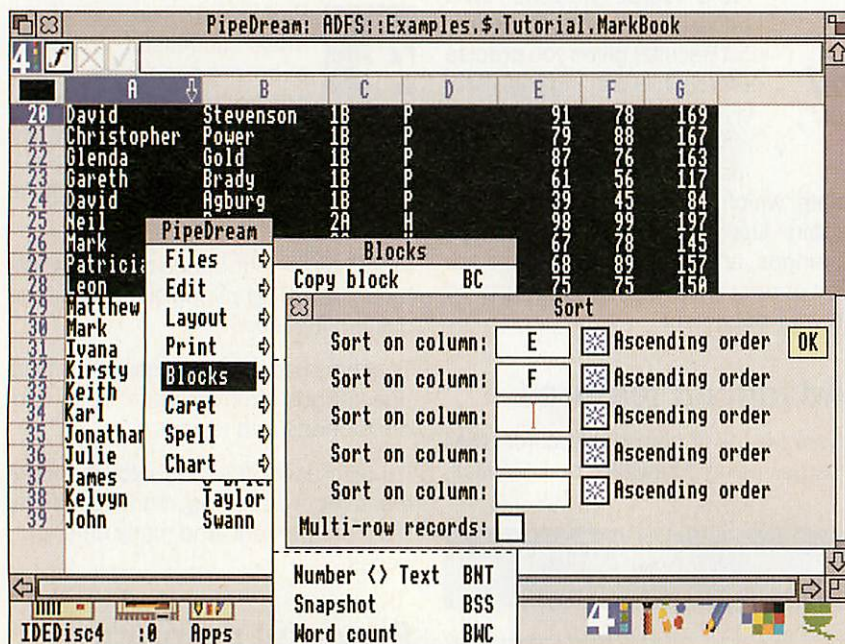 PipeDream: ADFS::Examples.$.Tutorial.MarkBook
A B C D E F G
20 David Stevenson 1B P 91 78 169
21 Christopher Power 1B P 79 88 167
22 Glenda Gold 1B P 87 76 163
23 Gareth Brady 1B P 61 56 117
24 David Agburg 1B P 39 45 84
25 Neil 2A H 98 99 197
26 Mark 67 78 145
27 Patricia 68 89 157
28 Leon 75 75 150
29 Matthew
30 Mark
31 Ivana
32 Kirsty
33 Keith
34 Karl
35 Jonathan
36 Julie
37 James
38 Kelvyn Taylor
39 John Swann
PipeDream
Files
Edit
Layout
Print
Blocks
Caret
Spell
Chart
Blocks
Copy block BC
Sort
Sort on column: E Ascending order OK
Sort on column: F Ascending order
Sort on column: Ascending order
Sort on column: Ascending order
Sort on column: Ascending order
Multi-row records:
Number <> Text BNT
Snapshot BSS
Word count BWC
IDEDisc4 :0 Apps
4